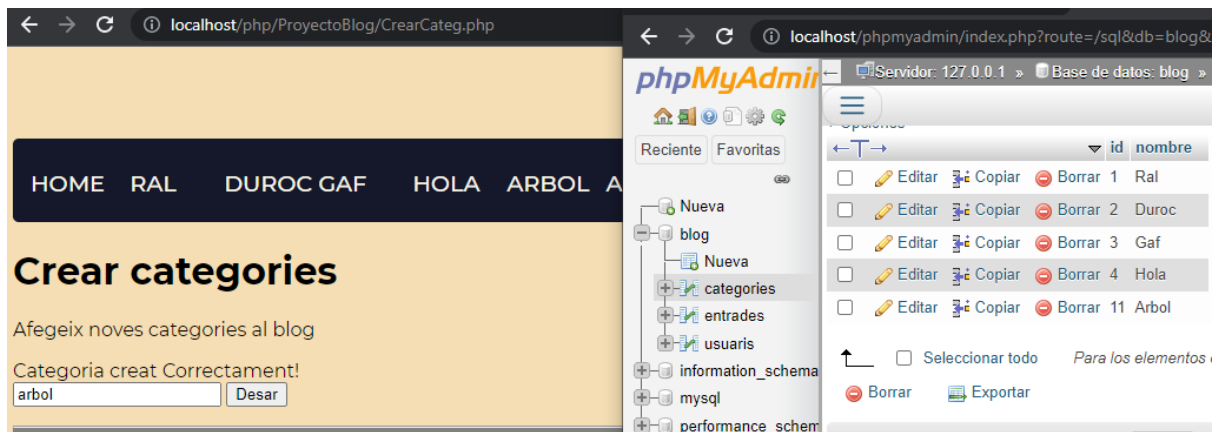 localhost/php/ProyectoBlog/CrearCateg.php
HOME RAL DUROC GAF HOLA ARBOL A
Crear categories
Afegeix noves categories al blog
Categoria creat Correctament!
arbol Desar
localhost/phpmyadmin/index.php?route=/sql&db=blog&
phpMyAdmin
Reciente Favoritas
Nueva
blog
Nueva
categories
entrades
usuaris
information_schema
mysql
performance_schem
Servidor: 127.0.0.1 » Base de datos: blog »
Opciones
←T→ id nombre
Editar Copiar Borrar 1 Ral
Editar Copiar Borrar 2 Duroc
Editar Copiar Borrar 3 Gaf
Editar Copiar Borrar 4 Hola
Editar Copiar Borrar 11 Arbol
Seleccionar todo Para los elementos
Borrar Exportar